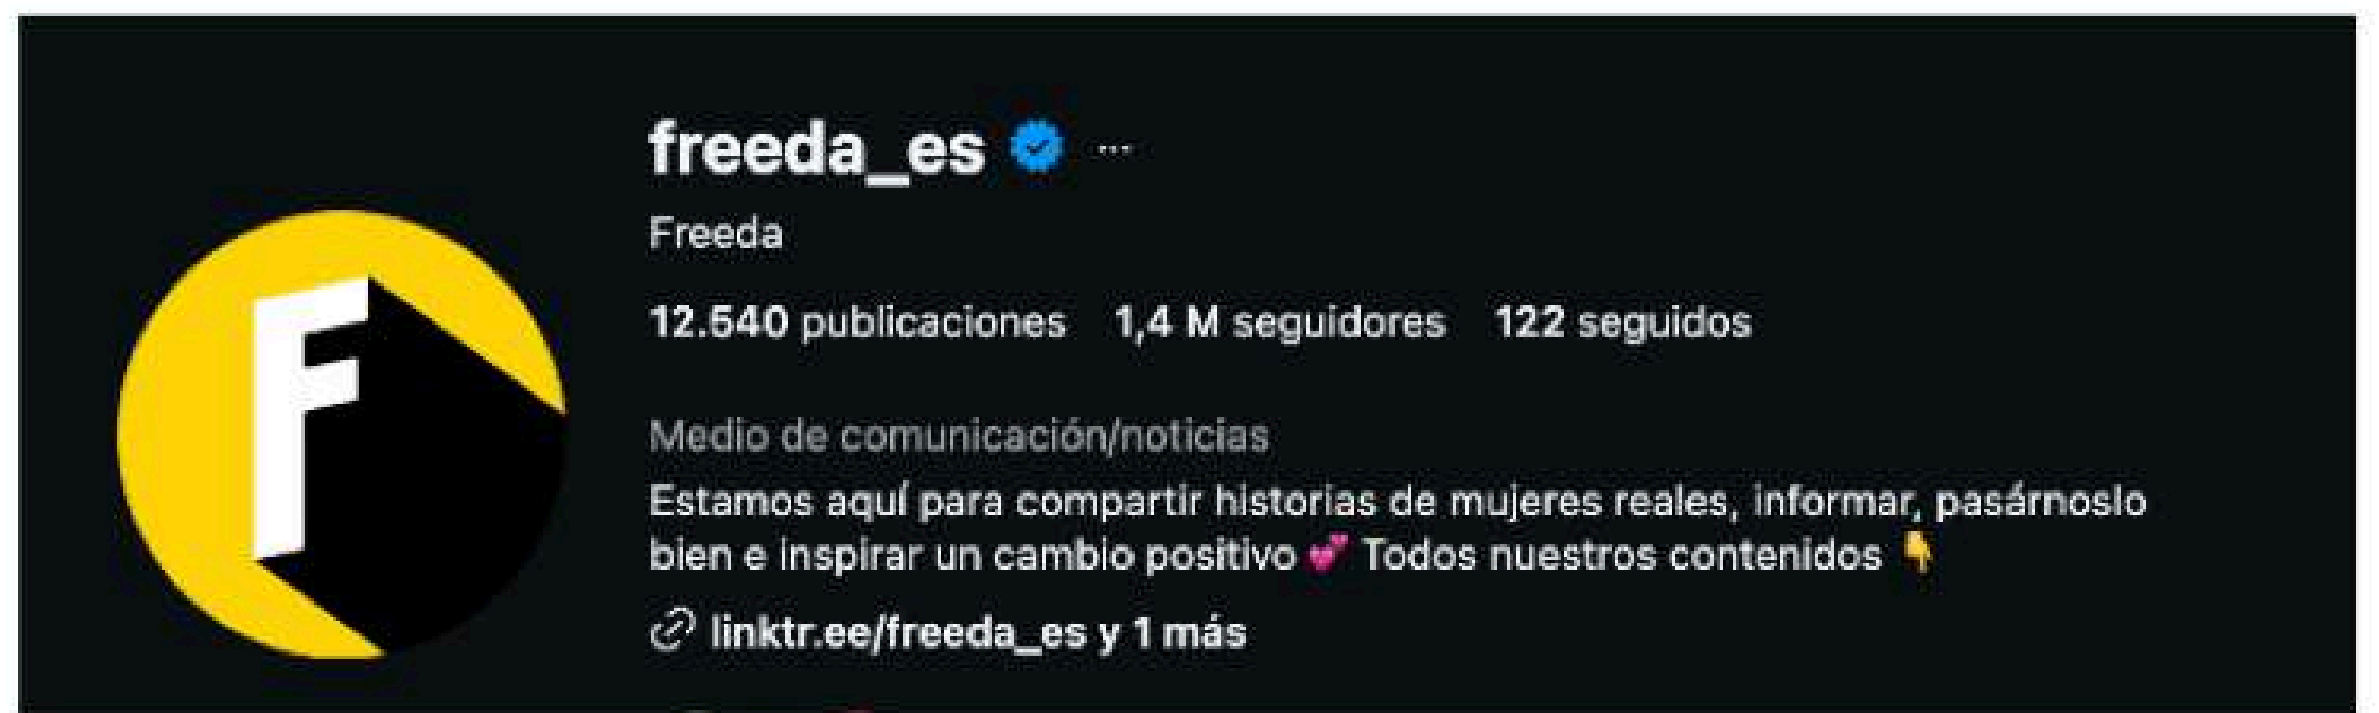 freeda_es
Freeda
12.540 publicaciones 1,4 M seguidores 122 seguidos
Medio de comunicación/noticias
Estamos aquí para compartir historias de mujeres reales, informar, pasárnoslo
bien e inspirar un cambio positivo 💕 Todos nuestros contenidos 👇
linktr.ee/freeda_es y 1 más
F